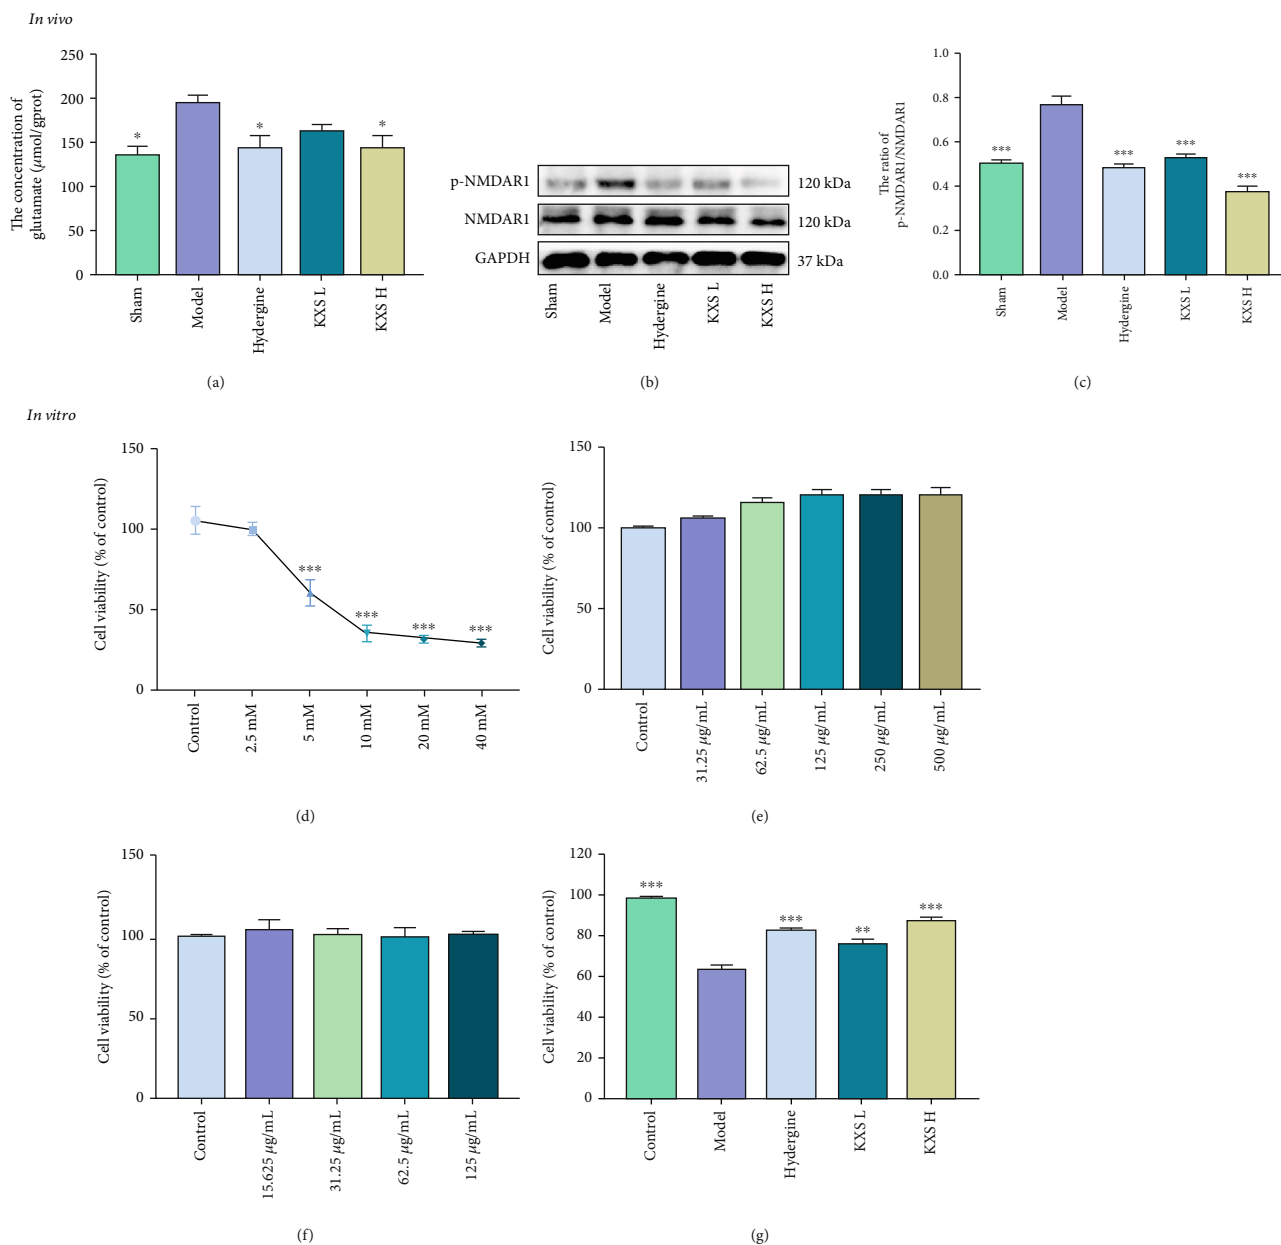 In vivo
The concentration of
glutamate (μmol/gprot)
250
200
150
100
50
0
*
*
*
Sham
Model
Hydergine
KXS L
KXS H
(a)
p-NMDAR1
120 kDa
NMDAR1
120 kDa
GAPDH
37 kDa
Sham
Model
Hydergine
KXS L
KXS H
(b)
The ratio of
p-NMDAR1/NMDAR1
1.0
0.8
0.6
0.4
0.2
0.0
***
***
***
***
Sham
Model
Hydergine
KXS L
KXS H
(c)
In vitro
Cell viability (% of control)
150
100
50
0
***
***
***
***
Control
2.5 mM
5 mM
10 mM
20 mM
40 mM
(d)
Cell viability (% of control)
150
100
50
0
Control
31.25 μg/mL
62.5 μg/mL
125 μg/mL
250 μg/mL
500 μg/mL
(e)
Cell viability (% of control)
150
100
50
0
Control
15.625 μg/mL
31.25 μg/mL
62.5 μg/mL
125 μg/mL
(f)
Cell viability (% of control)
120
100
80
60
40
20
0
***
***
**
***
Control
Model
Hydergine
KXS L
KXS H
(g)